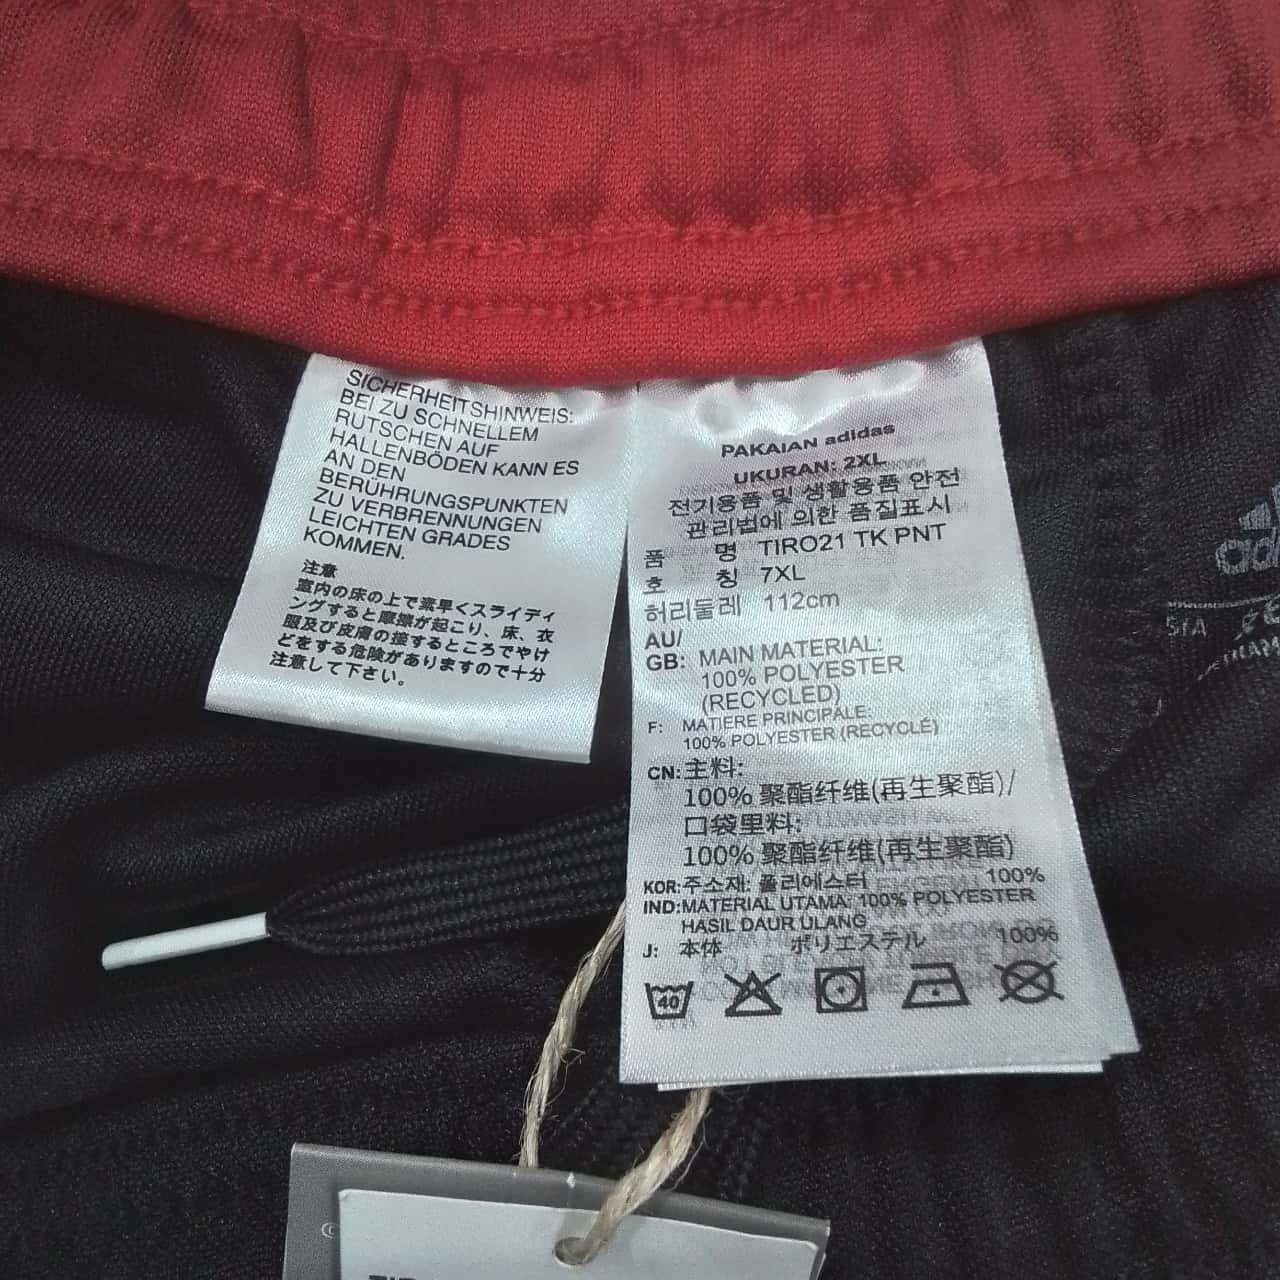 SICHERHEITSHINWEIS:
BEI ZU SCHNELLEM
RUTSCHEN AUF
HALLENBÖDEN KANN ES
AN DEN
BERÜHRUNGSPUNKTEN
ZU VERBRENNUNGEN
LEICHTEN GRADES
KOMMEN.
注意
室内の床の上で素早くスライディ
ングすると摩擦が起こり、床、衣
服及び皮膚の接するところでやけ
どをする危険がありますので十分
注意して下さい。
PAKAIAN adidas
UKURAN: 2XL
전기용품 및 생활용품 안전
관리법에 의한 품질표시
품 명 TIRO21 TK PNT
호 칭 7XL
허리둘레 112cm
AU/
GB: MAIN MATERIAL:
100% POLYESTER
(RECYCLED)
F: MATIERE PRINCIPALE:
100% POLYESTER (RECYCLÉ)
CN: 主料:
100% 聚酯纤维(再生聚酯)/
口袋里料:
100% 聚酯纤维(再生聚酯)
KOR: 주소재: 폴리에스터 100%
IND: MATERIAL UTAMA: 100% POLYESTER
HASIL DAUR ULANG
J: 本体 ポリエステル 100%
40